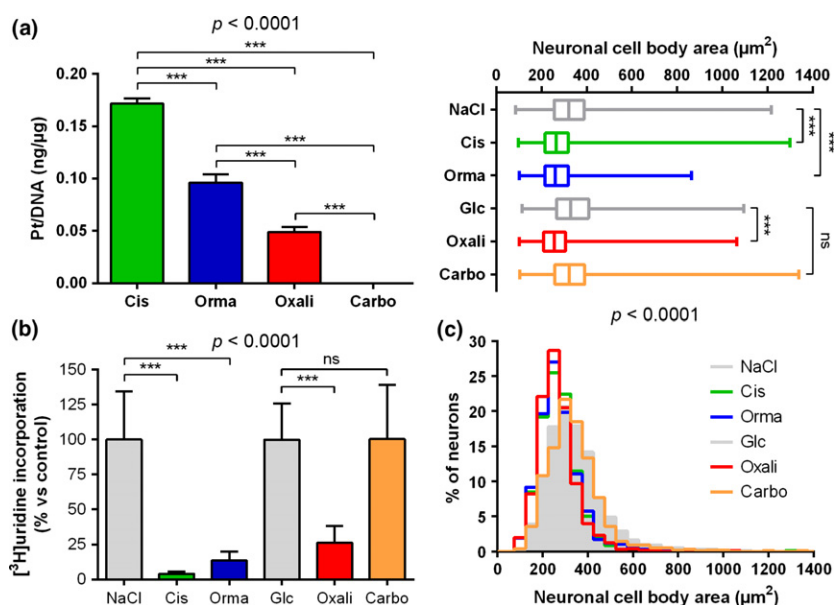 (a)
p < 0.0001
***
***
***
***
***
***
Pt/DNA (ng/µg)
0.20
0.15
0.10
0.05
0.00
Cis Orma Oxali Carbo
Neuronal cell body area (µm²)
0 200 400 600 800 1000 1200 1400
NaCl
Cis
Orma
Glc
Oxali
Carbo
***
***
***
ns
p < 0.0001
(b)
p < 0.0001
***
***
***
ns
[³H]uridine incorporation
(% vs control)
150
125
100
75
50
25
0
NaCl Cis Orma Glc Oxali Carbo
(c)
% of neurons
30
25
20
15
10
5
0
NaCl
Cis
Orma
Glc
Oxali
Carbo
0 200 400 600 800 1000 1200 1400
Neuronal cell body area (µm²)